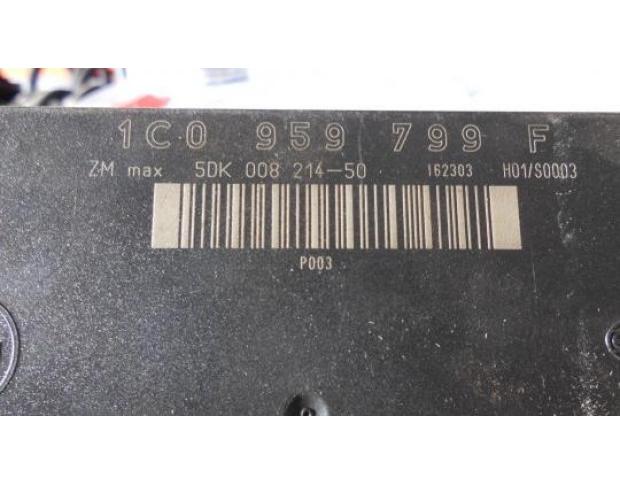 1C0 959 799 F
ZM max 5DK 008 214-50 162303 H01/S0003
P003